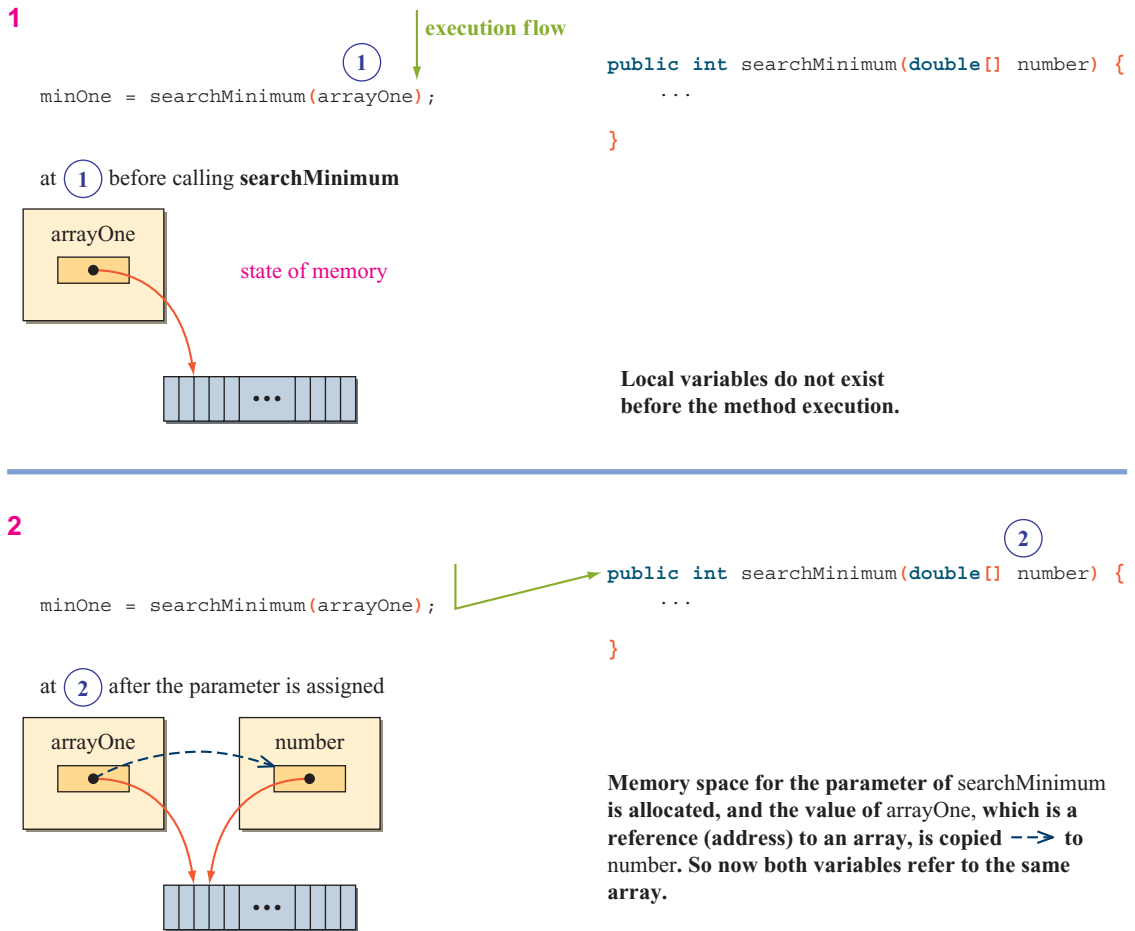 1
execution flow
1
minOne = searchMinimum(arrayOne);
public int searchMinimum(double[] number) {
...
}
at 1 before calling searchMinimum
arrayOne
state of memory
...
Local variables do not exist
before the method execution.
2
2
minOne = searchMinimum(arrayOne);
public int searchMinimum(double[] number) {
...
}
at 2 after the parameter is assigned
arrayOne
number
...
Memory space for the parameter of searchMinimum
is allocated, and the value of arrayOne, which is a
reference (address) to an array, is copied --> to
number. So now both variables refer to the same
array.